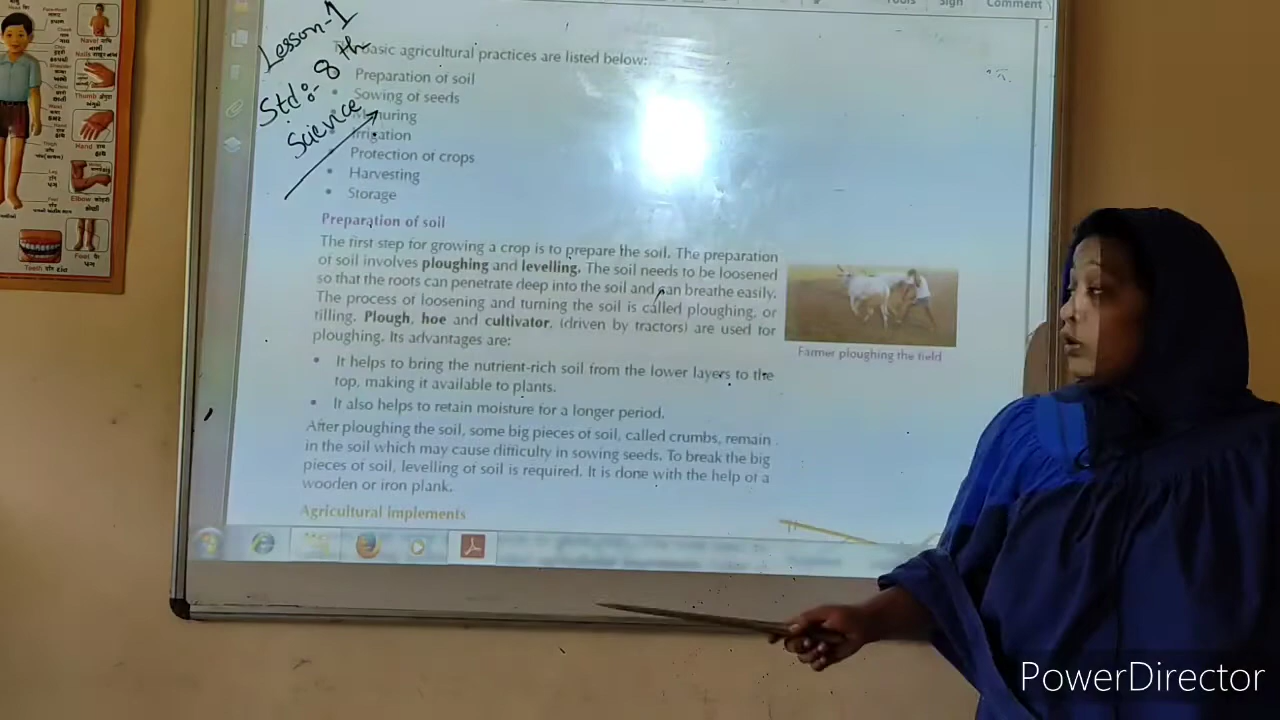 Tools Sign Comment
Lesson-1
Std:- 8th
Science
basic agricultural practices are listed below:
Preparation of soil
Sowing of seeds
Manuring
Irrigation
Protection of crops
Harvesting
Storage
Preparation of soil
The first step for growing a crop is to prepare the soil. The preparation
of soil involves ploughing and levelling. The soil needs to be loosened
so that the roots can penetrate deep into the soil and can breathe easily.
The process of loosening and turning the soil is called ploughing, or
tilling. Plough, hoe and cultivator, (driven by tractors) are used for
ploughing. Its advantages are:
• It helps to bring the nutrient-rich soil from the lower layers to the
top, making it available to plants.
• It also helps to retain moisture for a longer period.
After ploughing the soil, some big pieces of soil, called crumbs, remain
in the soil which may cause difficulty in sowing seeds. To break the big
pieces of soil, levelling of soil is required. It is done with the help of a
wooden or iron plank.
Agricultural implements
Farmer ploughing the field
Navel
Nails
Thumb
Hand
Elbow
Foot
Teeth
PowerDirector